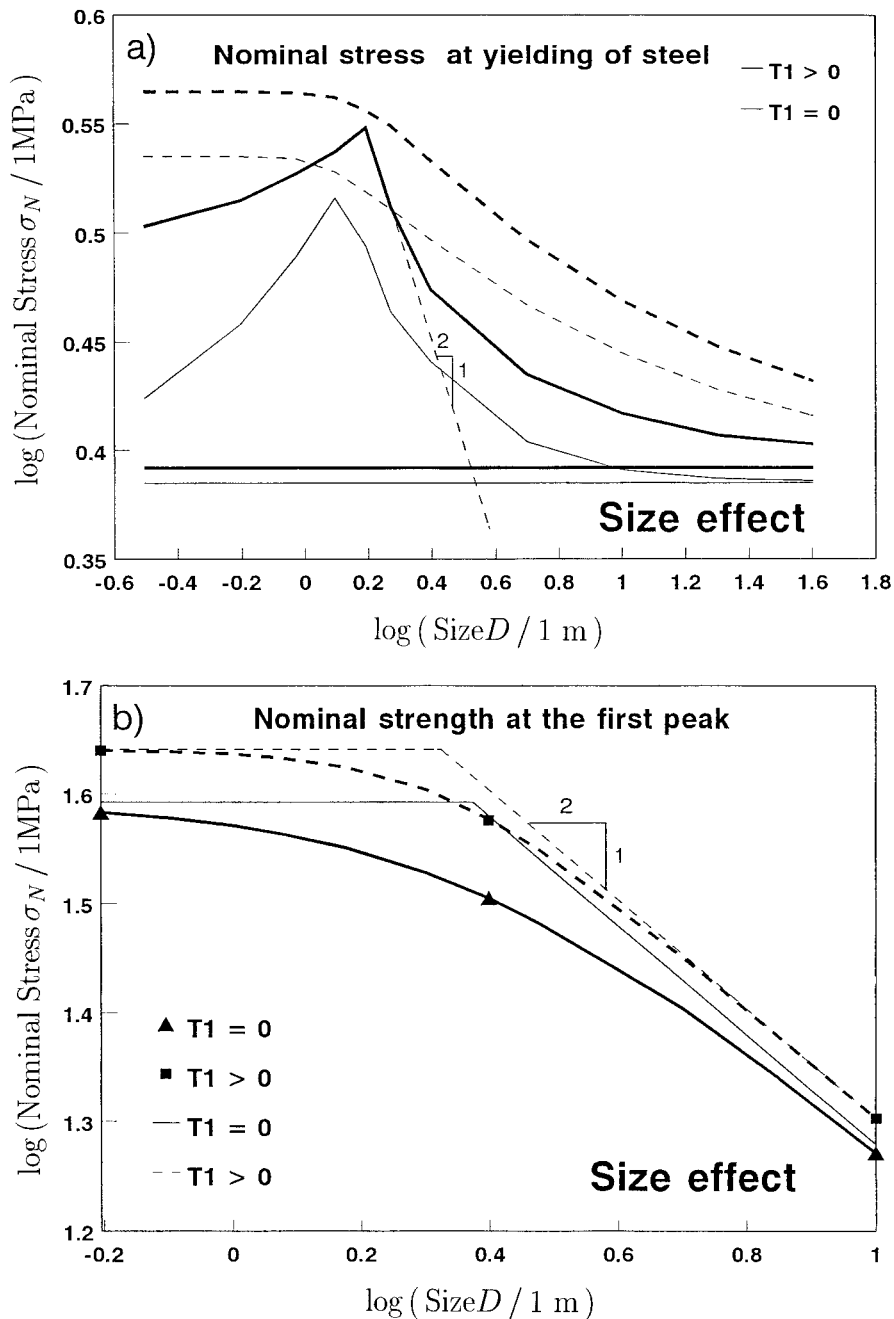 a)
Nominal stress at yielding of steel
T1 > 0
T1 = 0
log (Nominal Stress σN / 1MPa)
0.6
0.55
0.5
0.45
0.4
0.35
2
1
Size effect
-0.6 -0.4 -0.2 0 0.2 0.4 0.6 0.8 1 1.2 1.4 1.6 1.8
log ( SizeD / 1 m )
b)
Nominal strength at the first peak
log (Nominal Stress σN / 1MPa)
1.7
1.6
1.5
1.4
1.3
1.2
2
1
T1 = 0
T1 > 0
T1 = 0
T1 > 0
Size effect
-0.2 0 0.2 0.4 0.6 0.8 1
log ( SizeD / 1 m )